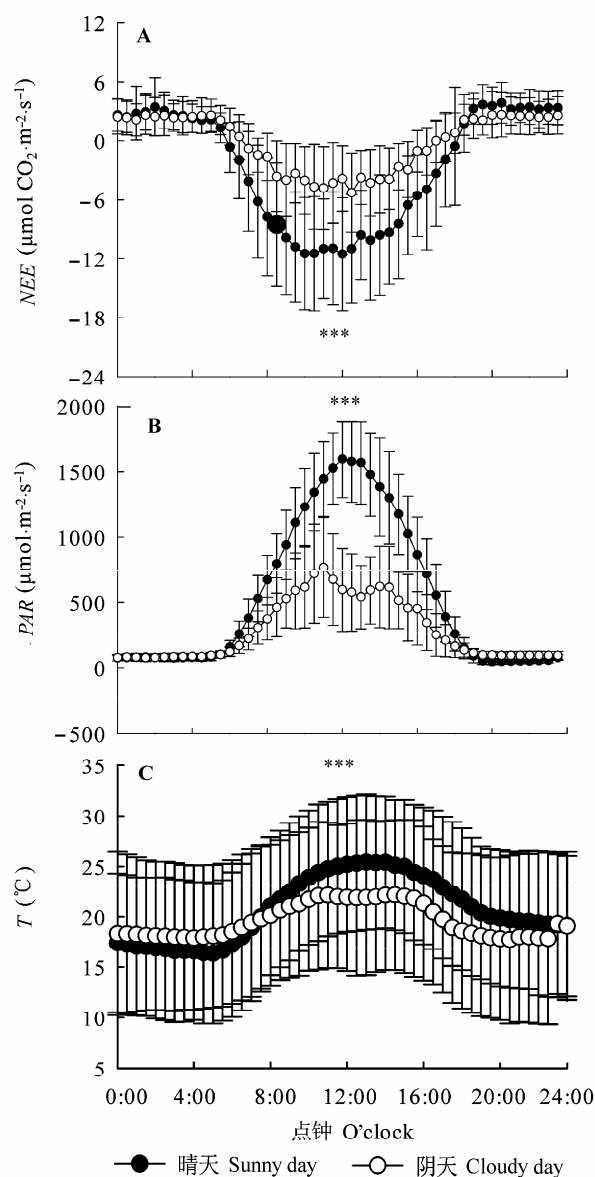 A
12
6
0
−6
−12
−18
−24
NEE (μmol CO₂·m⁻²·s⁻¹)
***
B
***
2000
1500
1000
500
0
−500
PAR (μmol·m⁻²·s⁻¹)
C
***
35
30
25
20
15
10
5
T (℃)
0:00 4:00 8:00 12:00 16:00 20:00 24:00
点钟 O'clock
晴天 Sunny day 阴天 Cloudy day